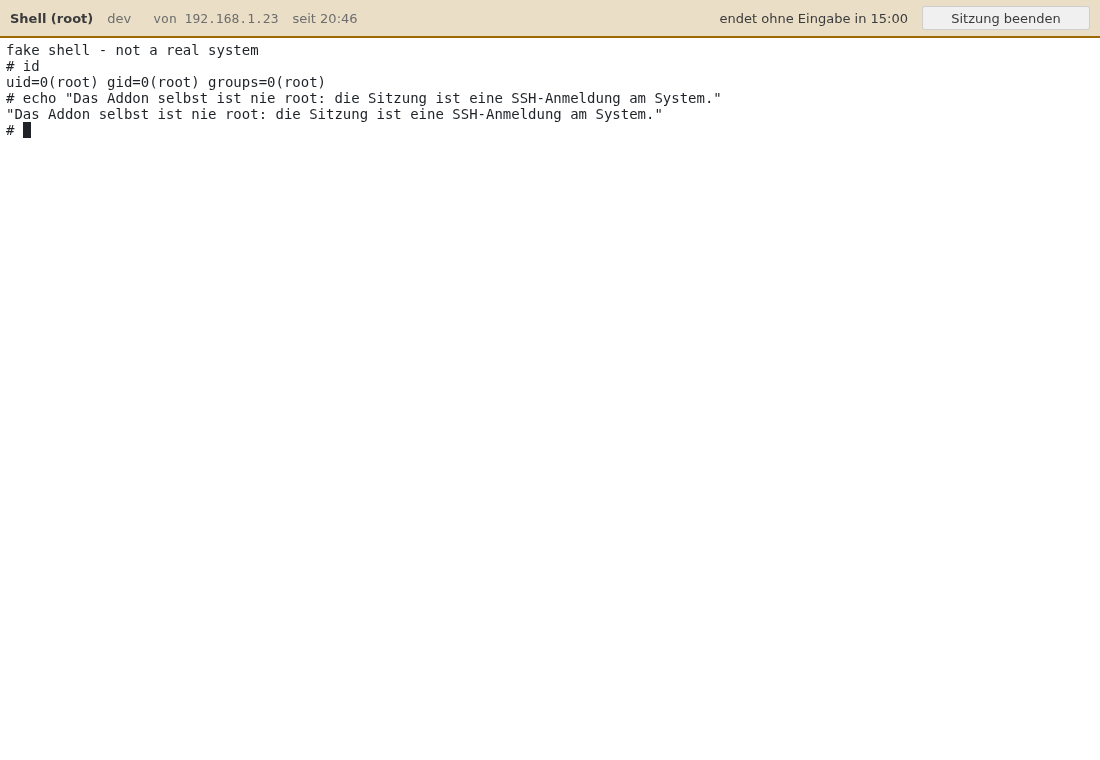 Shell (root) dev von 192.168.1.23 seit 20:46 endet ohne Eingabe in 15:00 Sitzung beenden
fake shell - not a real system
# id
uid=0(root) gid=0(root) groups=0(root)
# echo "Das Addon selbst ist nie root: die Sitzung ist eine SSH-Anmeldung am System."
"Das Addon selbst ist nie root: die Sitzung ist eine SSH-Anmeldung am System."
#